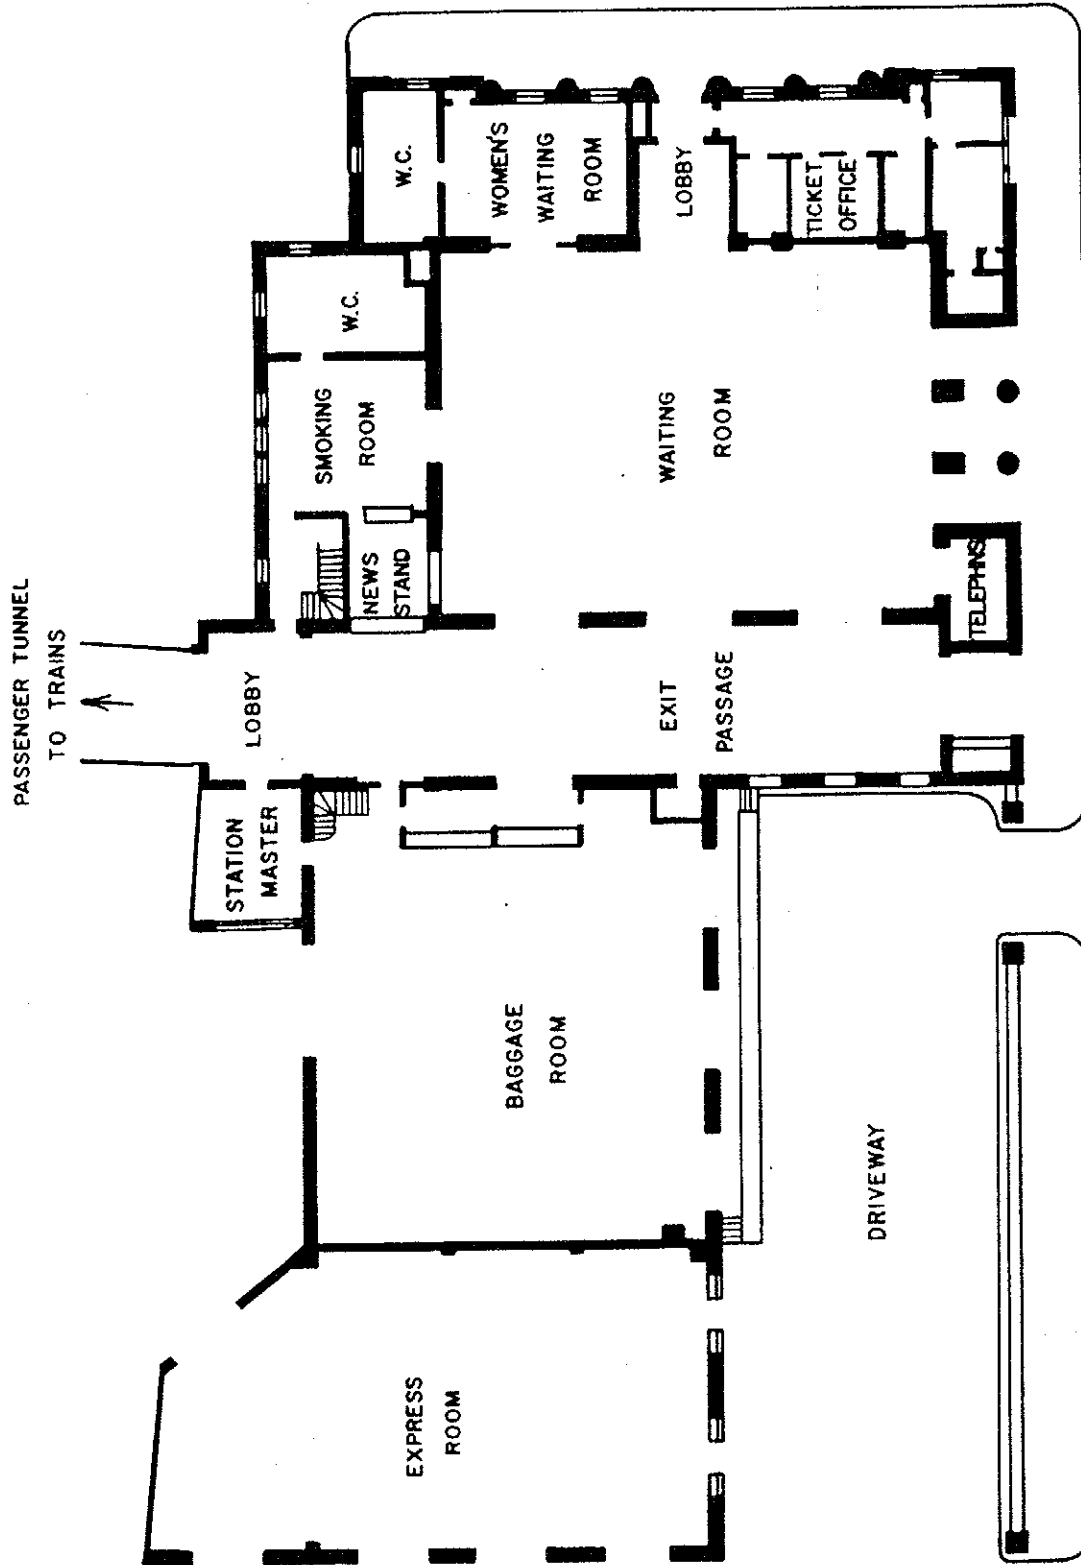 PASSENGER TUNNEL
TO TRAINS
W.C.
WOMEN'S
WAITING
ROOM
LOBBY
TICKET
OFFICE
W.C.
SMOKING
ROOM
NEWS
STAND
WAITING
ROOM
TELEPHNS
LOBBY
EXIT
PASSAGE
STATION
MASTER
BAGGAGE
ROOM
DRIVEWAY
EXPRESS
ROOM